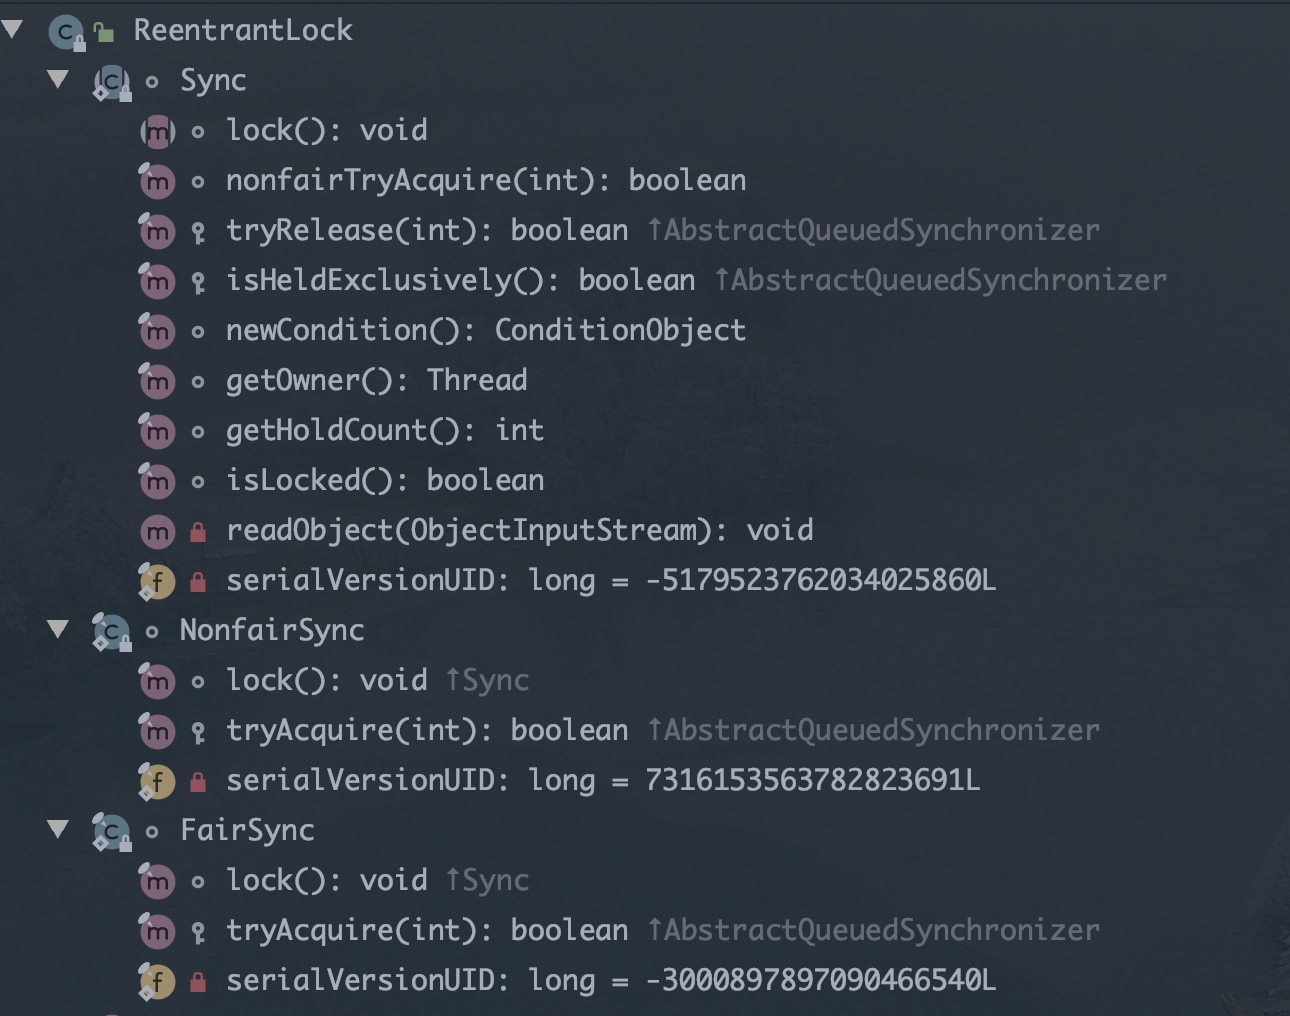 ReentrantLock
Sync
lock(): void
nonfairTryAcquire(int): boolean
tryRelease(int): boolean ↑AbstractQueuedSynchronizer
isHeldExclusively(): boolean ↑AbstractQueuedSynchronizer
newCondition(): ConditionObject
getOwner(): Thread
getHoldCount(): int
isLocked(): boolean
readObject(ObjectInputStream): void
serialVersionUID: long = -5179523762034025860L
NonfairSync
lock(): void ↑Sync
tryAcquire(int): boolean ↑AbstractQueuedSynchronizer
serialVersionUID: long = 7316153563782823691L
FairSync
lock(): void ↑Sync
tryAcquire(int): boolean ↑AbstractQueuedSynchronizer
serialVersionUID: long = -3000897897090466540L